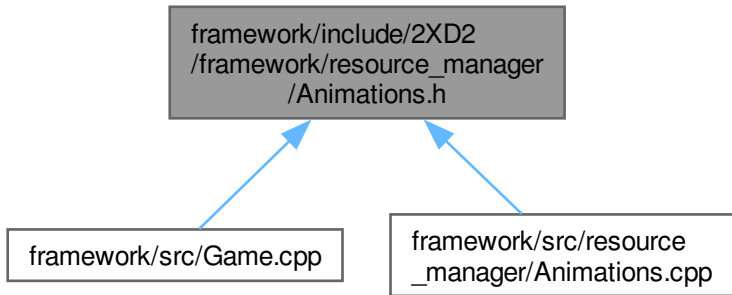 framework/include/2XD2
/framework/resource_manager
/Animations.h
framework/src/Game.cpp
framework/src/resource
_manager/Animations.cpp